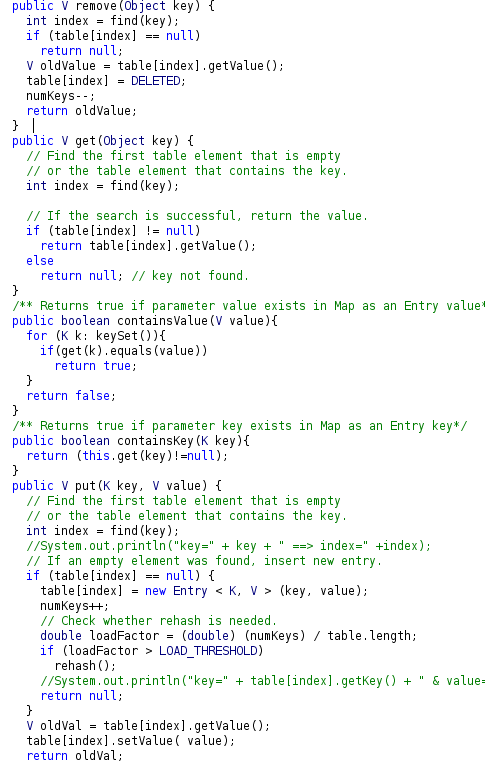 public V remove(Object key) {
int index = find(key);
if (table[index] == null)
return null;
V oldValue = table[index].getValue();
table[index] = DELETED;
numKeys--;
return oldValue;
}
public V get(Object key) {
// Find the first table element that is empty
// or the table element that contains the key.
int index = find(key);
// If the search is successful, return the value.
if (table[index] != null)
return table[index].getValue();
else
return null; // key not found.
}
/** Returns true if parameter value exists in Map as an Entry value*
public boolean containsValue(V value){
for (K k: keySet()){
if(get(k).equals(value))
return true;
}
return false;
}
/** Returns true if parameter key exists in Map as an Entry key*/
public boolean containsKey(K key){
return (this.get(key)!=null);
}
public V put(K key, V value) {
// Find the first table element that is empty
// or the table element that contains the key.
int index = find(key);
//System.out.println("key=" + key + " ==> index=" +index);
// If an empty element was found, insert new entry.
if (table[index] == null) {
table[index] = new Entry < K, V > (key, value);
numKeys++;
// Check whether rehash is needed.
double loadFactor = (double) (numKeys) / table.length;
if (loadFactor > LOAD_THRESHOLD)
rehash();
//System.out.println("key=" + table[index].getKey() + " & value=
return null;
}
V oldVal = table[index].getValue();
table[index].setValue( value);
return oldVal;